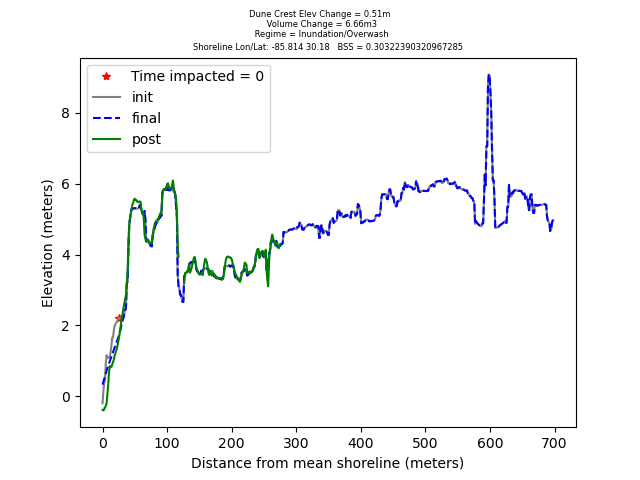 Dune Crest Elev Change = 0.51m
Volume Change = 6.66m3
Regime = Inundation/Overwash
Shoreline Lon/Lat: -85.814 30.18   BSS = 0.30322390320967285
Time impacted = 0
init
final
post
Elevation (meters)
8
6
4
2
0
0 100 200 300 400 500 600 700
Distance from mean shoreline (meters)